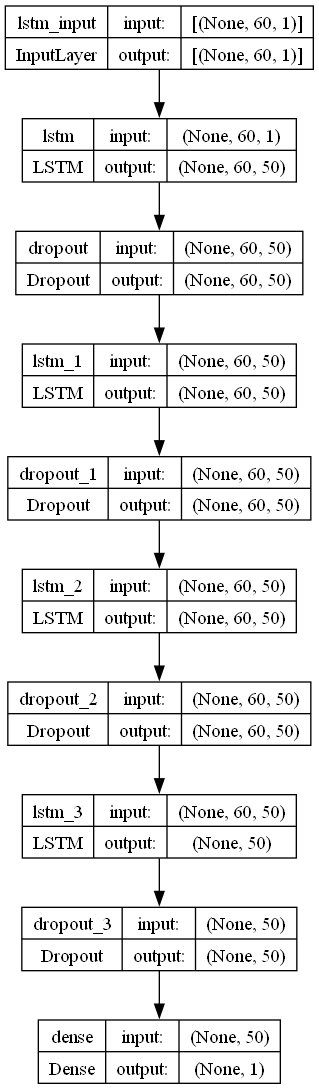 lstm_input input: [(None, 60, 1)]
InputLayer output: [(None, 60, 1)]
lstm input: (None, 60, 1)
LSTM output: (None, 60, 50)
dropout input: (None, 60, 50)
Dropout output: (None, 60, 50)
lstm_1 input: (None, 60, 50)
LSTM output: (None, 60, 50)
dropout_1 input: (None, 60, 50)
Dropout output: (None, 60, 50)
lstm_2 input: (None, 60, 50)
LSTM output: (None, 60, 50)
dropout_2 input: (None, 60, 50)
Dropout output: (None, 60, 50)
lstm_3 input: (None, 60, 50)
LSTM output: (None, 50)
dropout_3 input: (None, 50)
Dropout output: (None, 50)
dense input: (None, 50)
Dense output: (None, 1)